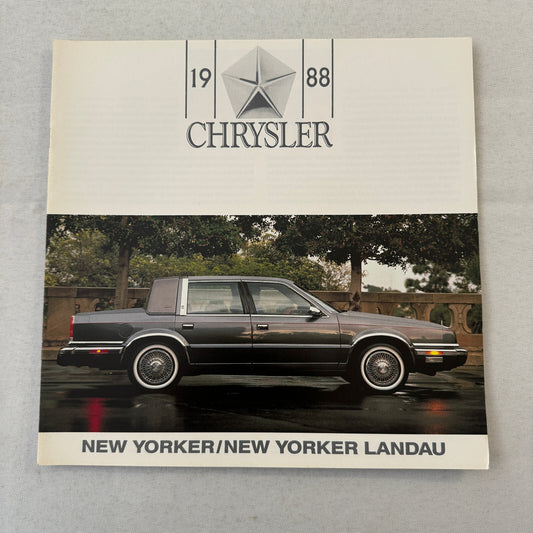 19 88
CHRYSLER
NEW YORKER/NEW YORKER LANDAU